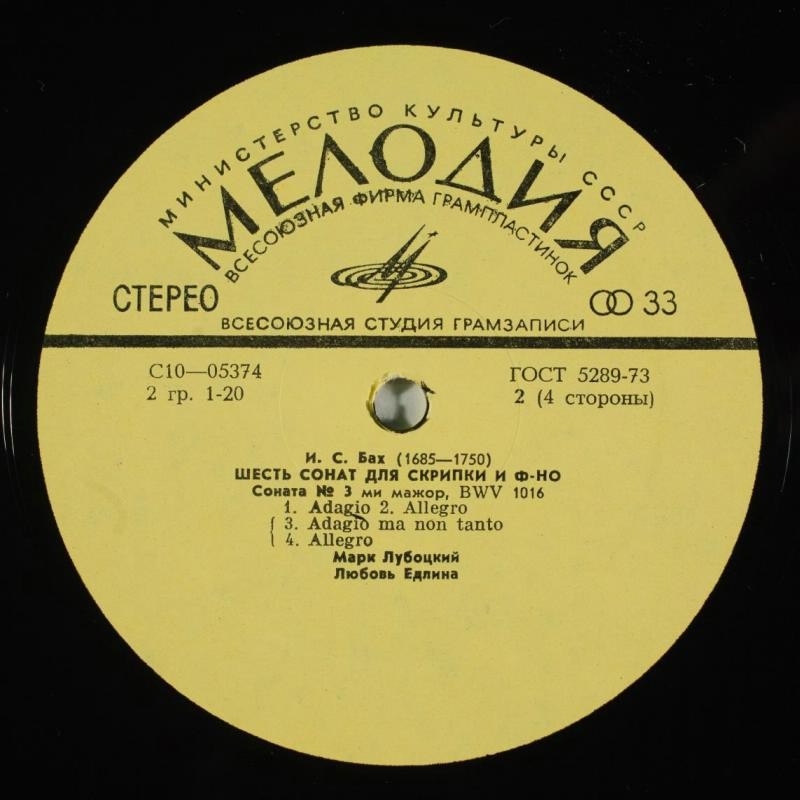 МИНИСТЕРСТВО КУЛЬТУРЫ СССР
МЕЛОДИЯ
ВСЕСОЮЗНАЯ ФИРМА ГРАМПЛАСТИНОК
СТЕРЕО
33
ВСЕСОЮЗНАЯ СТУДИЯ ГРАМЗАПИСИ
С10—05374
ГОСТ 5289-73
2 гр. 1-20
2 (4 стороны)
И. С. Бах (1685—1750)
ШЕСТЬ СОНАТ ДЛЯ СКРИПКИ И Ф-НО
Соната № 3 ми мажор, BWV 1016
1. Adagio 2. Allegro
3. Adagio ma non tanto
4. Allegro
Марк Лубоцкий
Любовь Едлина